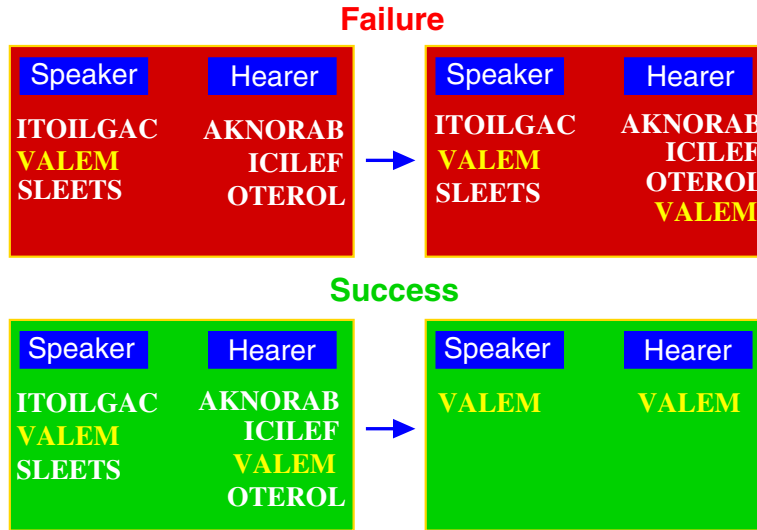 Failure
Speaker Hearer
ITOILGAC AKNORAB
VALEM ICILEF
SLEETS OTEROL
Speaker Hearer
ITOILGAC AKNORAB
VALEM ICILEF
SLEETS OTEROL
VALEM
Success
Speaker Hearer
ITOILGAC AKNORAB
VALEM ICILEF
SLEETS VALEM
OTEROL
Speaker Hearer
VALEM VALEM